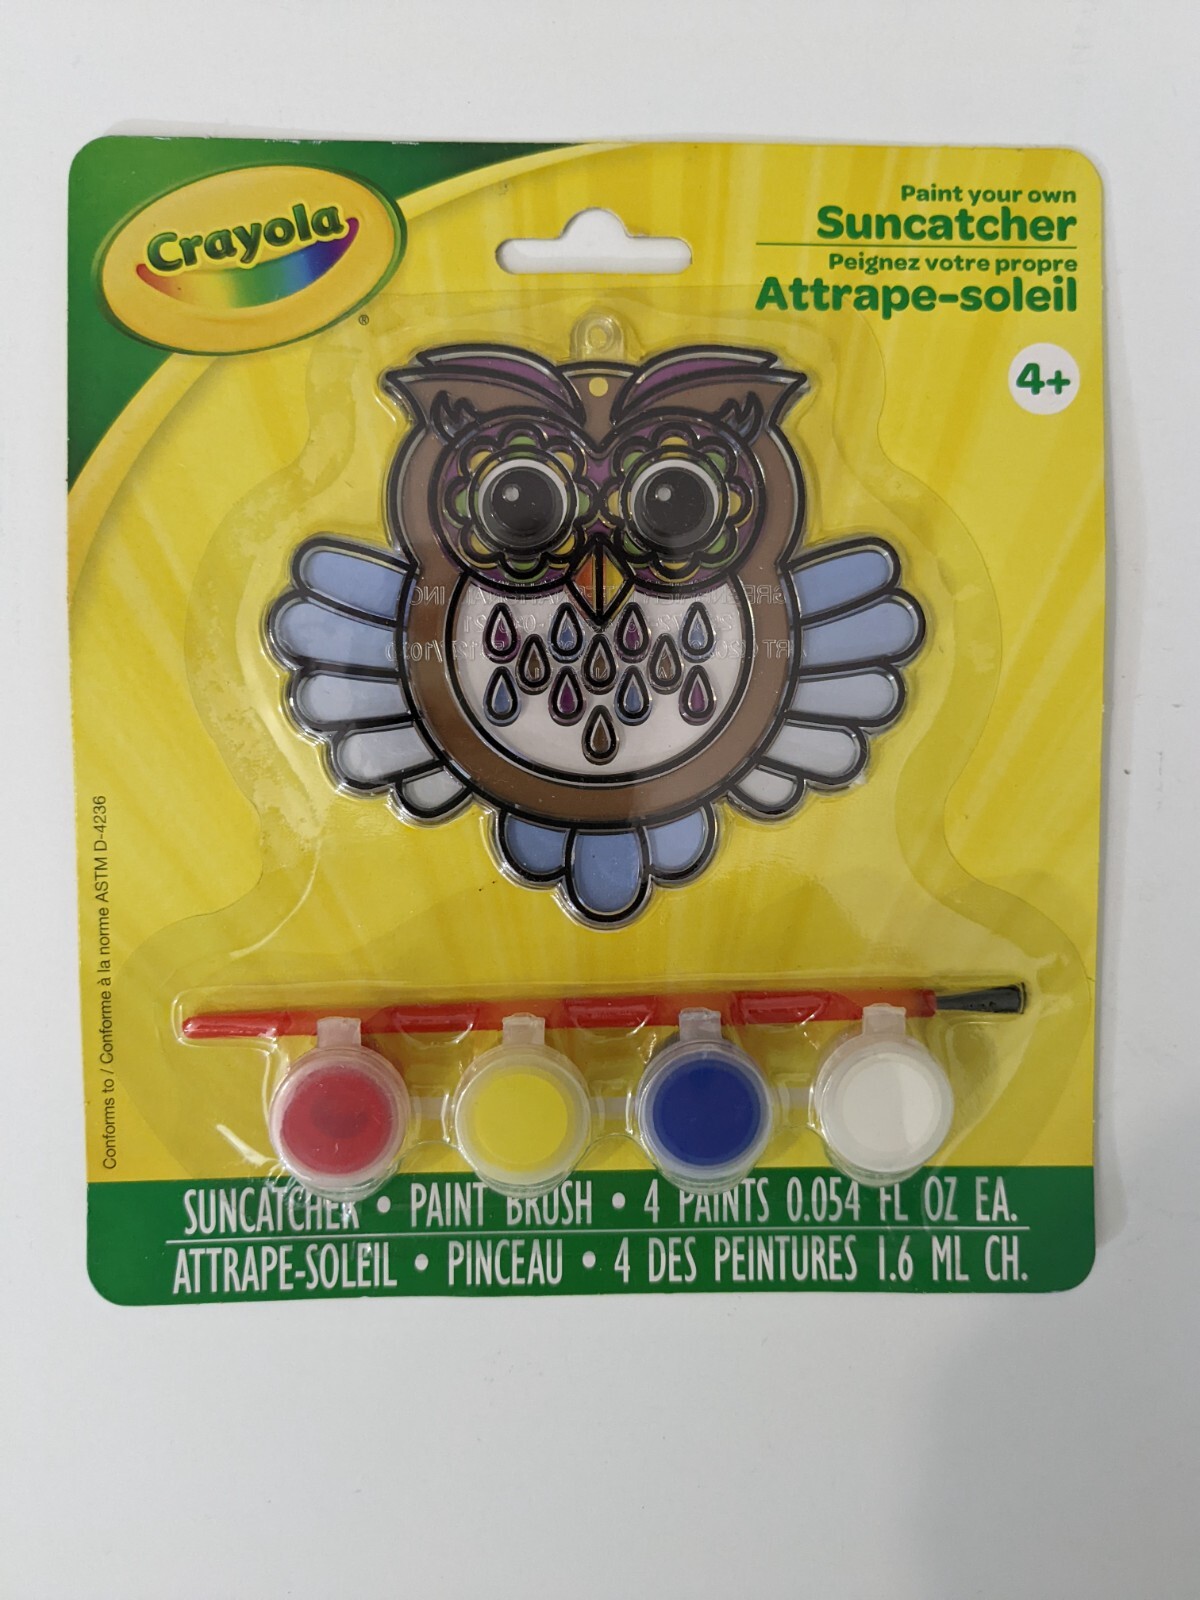 Crayola
®
Paint your own
Suncatcher
Peignez votre propre
Attrape-soleil
4+
Conforms to / Conforme à la norme ASTM D-4236
SUNCATCHER • PAINT BRUSH • 4 PAINTS 0.054 FL OZ EA.
ATTRAPE-SOLEIL • PINCEAU • 4 DES PEINTURES 1.6 ML CH.